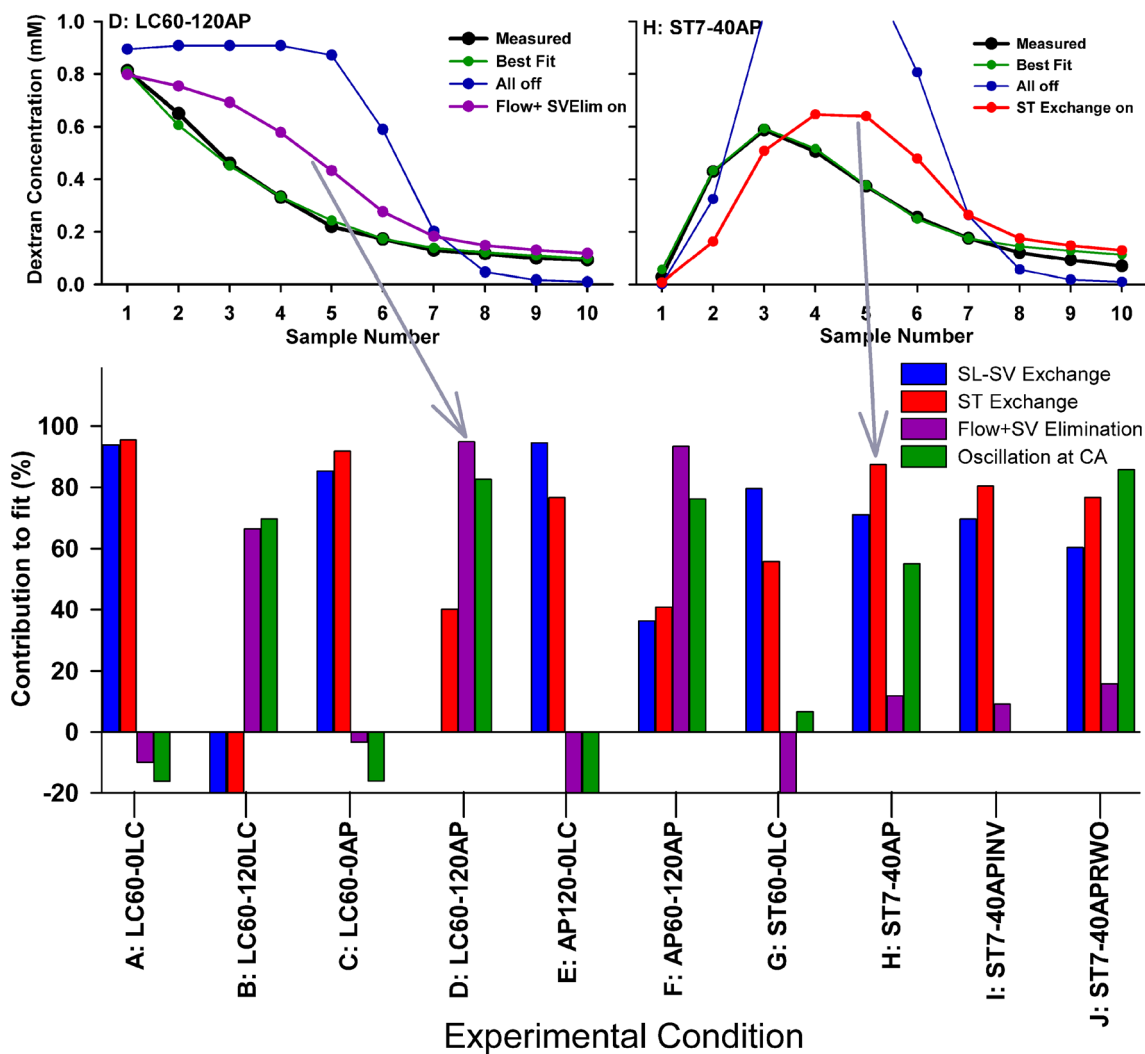 D: LC60-120AP
Measured
Best Fit
All off
Flow+ SVElim on
Dextran Concentration (mM)
1.0
0.8
0.6
0.4
0.2
0.0
1 2 3 4 5 6 7 8 9 10
Sample Number
H: ST7-40AP
Measured
Best Fit
All off
ST Exchange on
1 2 3 4 5 6 7 8 9 10
Sample Number
SL-SV Exchange
ST Exchange
Flow+SV Elimination
Oscillation at CA
Contribution to fit (%)
100
80
60
40
20
0
-20
A: LC60-0LC
B: LC60-120LC
C: LC60-0AP
D: LC60-120AP
E: AP120-0LC
F: AP60-120AP
G: ST60-0LC
H: ST7-40AP
I: ST7-40APINV
J: ST7-40APRWO
Experimental Condition